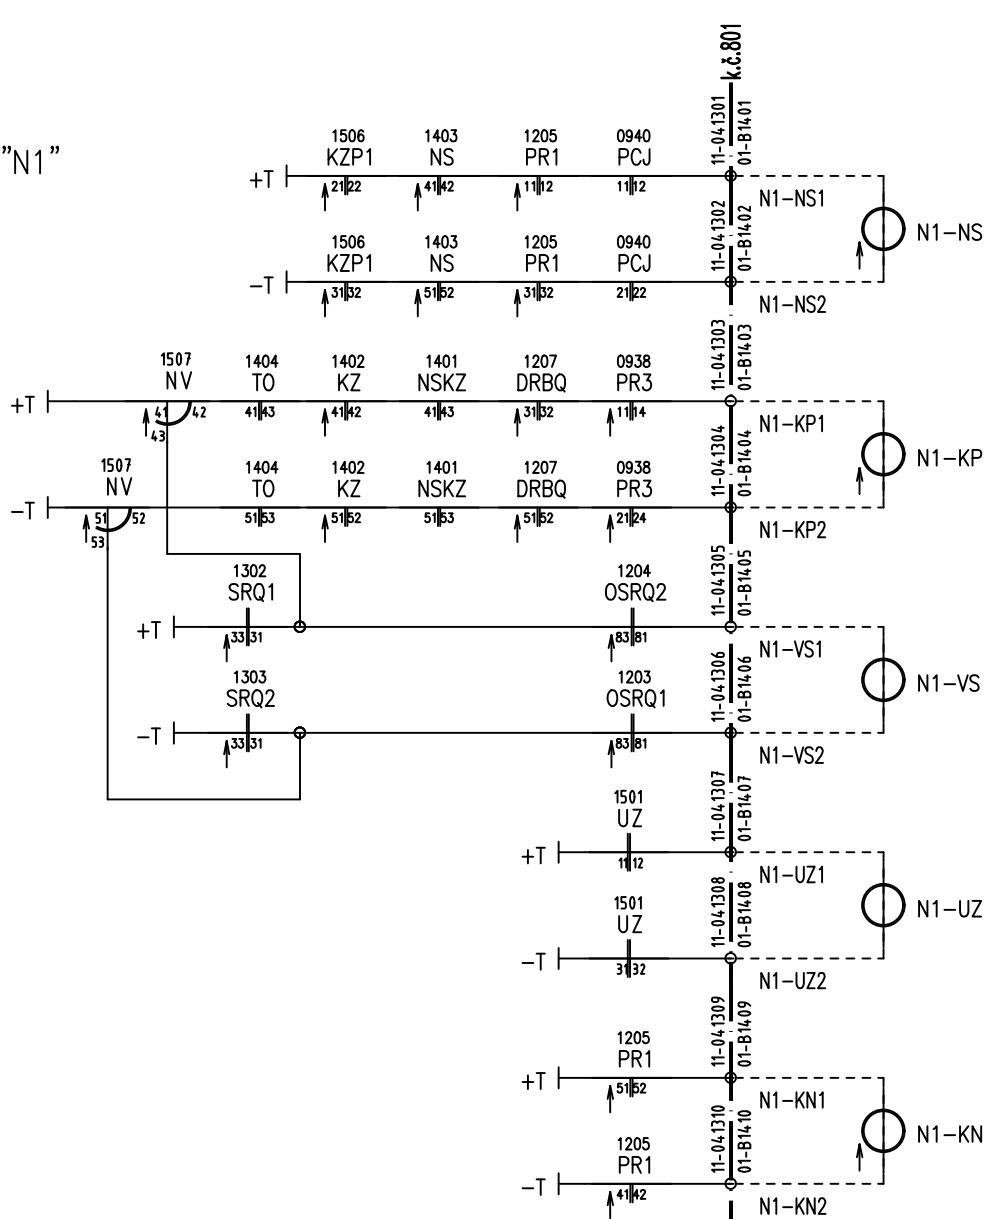 k.č.801
"N1"
11-041301
01-B1401
1506 1403 1205 0940
KZP1 NS PR1 PCJ
+T
21 22 41 42 11 12 11 12
N1-NS1
11-041302
01-B1402
N1-NS
1506 1403 1205 0940
KZP1 NS PR1 PCJ
-T
31 32 51 52 31 32 21 22
N1-NS2
11-041303
01-B1403
1507 1404 1402 1401 1207 0938
NV TO KZ NSKZ DRBQ PR3
+T
41 42 41 43 41 42 41 43 31 32 11 14
43
N1-KP1
11-041304
01-B1404
N1-KP
1507 1404 1402 1401 1207 0938
NV TO KZ NSKZ DRBQ PR3
-T
51 52 51 53 51 52 51 53 51 52 21 24
53
N1-KP2
11-041305
01-B1405
1302 1204
SRQ1 OSRQ2
+T
33 31 83 81
N1-VS1
11-041306
01-B1406
N1-VS
1303 1203
SRQ2 OSRQ1
-T
33 31 83 81
N1-VS2
11-041307
01-B1407
1501
UZ
+T
11 12
N1-UZ1
11-041308
01-B1408
N1-UZ
1501
UZ
-T
31 32
N1-UZ2
11-041309
01-B1409
1205
PR1
+T
51 52
N1-KN1
11-041310
01-B1410
N1-KN
1205
PR1
-T
41 42
N1-KN2